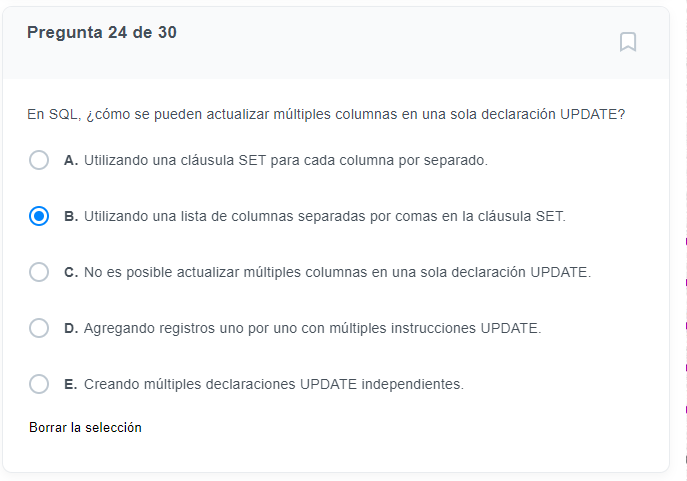 Pregunta 24 de 30
En SQL, ¿cómo se pueden actualizar múltiples columnas en una sola declaración UPDATE?
A. Utilizando una cláusula SET para cada columna por separado.
B. Utilizando una lista de columnas separadas por comas en la cláusula SET.
C. No es posible actualizar múltiples columnas en una sola declaración UPDATE.
D. Agregando registros uno por uno con múltiples instrucciones UPDATE.
E. Creando múltiples declaraciones UPDATE independientes.
Borrar la selección